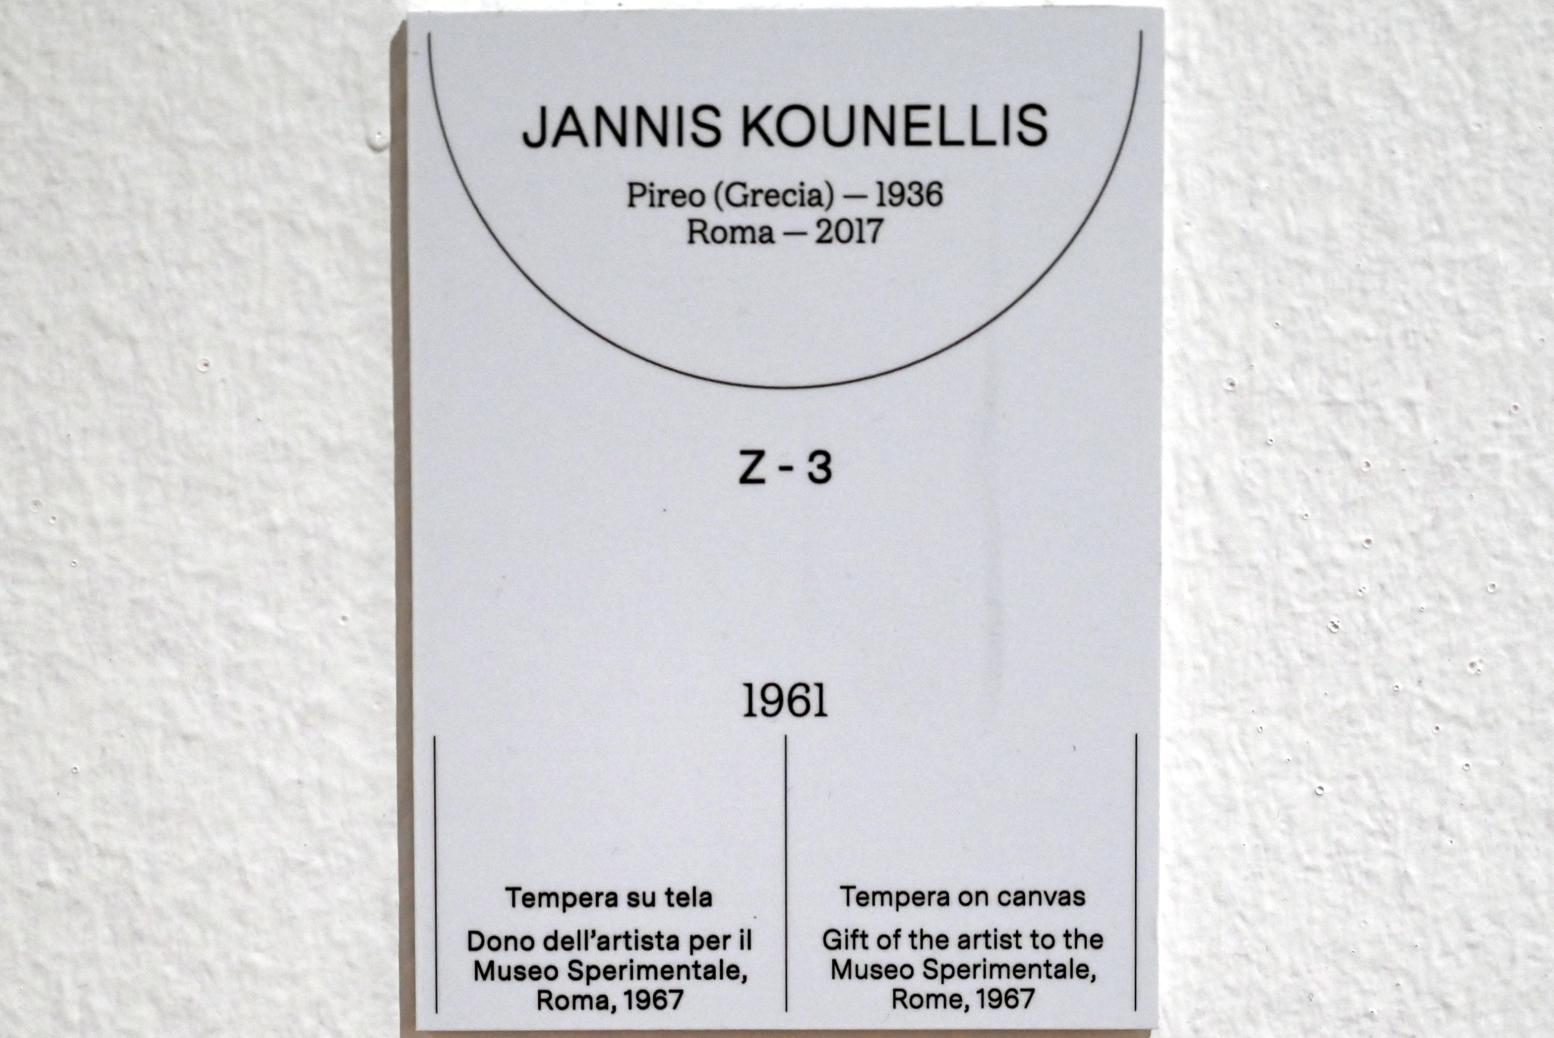 JANNIS KOUNELLIS
Pireo (Grecia) — 1936
Roma — 2017
Z - 3
1961
Tempera su tela
Dono dell’artista per il
Museo Sperimentale,
Roma, 1967
Tempera on canvas
Gift of the artist to the
Museo Sperimentale,
Rome, 1967